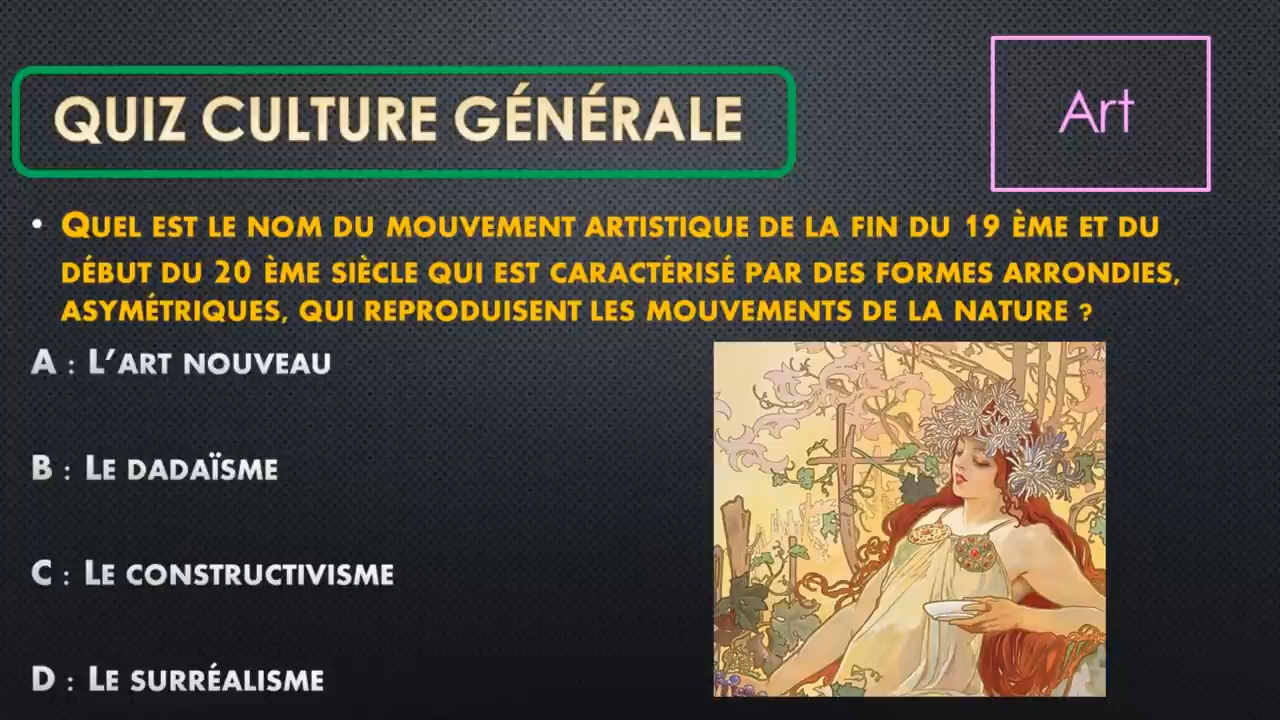 QUIZ CULTURE GÉNÉRALE
Art
• QUEL EST LE NOM DU MOUVEMENT ARTISTIQUE DE LA FIN DU 19 ÈME ET DU
DÉBUT DU 20 ÈME SIÈCLE QUI EST CARACTÉRISÉ PAR DES FORMES ARRONDIES,
ASYMÉTRIQUES, QUI REPRODUISENT LES MOUVEMENTS DE LA NATURE ?
A : L’ART NOUVEAU
B : LE DADAÏSME
C : LE CONSTRUCTIVISME
D : LE SURRÉALISME